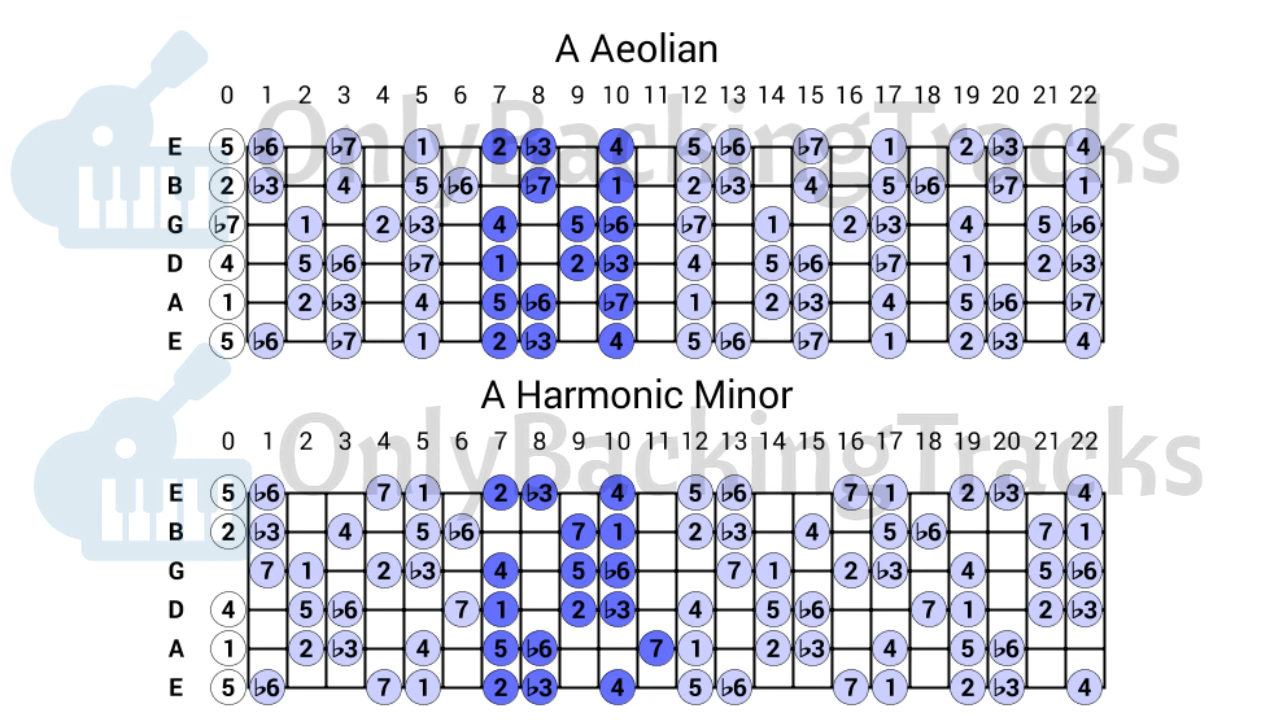 A Aeolian
0 1 2 3 4 5 6 7 8 9 10 11 12 13 14 15 16 17 18 19 20 21 22
E 5 ♭6 ♭7 1 2 ♭3 4 5 ♭6 ♭7 1 2 ♭3 4
B 2 ♭3 4 5 ♭6 ♭7 1 2 ♭3 4 5 ♭6 ♭7 1
G ♭7 1 2 ♭3 4 5 ♭6 ♭7 1 2 ♭3 4 5 ♭6
D 4 5 ♭6 ♭7 1 2 ♭3 4 5 ♭6 ♭7 1 2 ♭3
A 1 2 ♭3 4 5 ♭6 ♭7 1 2 ♭3 4 5 ♭6 ♭7
E 5 ♭6 ♭7 1 2 ♭3 4 5 ♭6 ♭7 1 2 ♭3 4
OnlyBackingTracks
A Harmonic Minor
0 1 2 3 4 5 6 7 8 9 10 11 12 13 14 15 16 17 18 19 20 21 22
E 5 ♭6 7 1 2 ♭3 4 5 ♭6 7 1 2 ♭3 4
B 2 ♭3 4 5 ♭6 7 1 2 ♭3 4 5 ♭6 7 1
G 7 1 2 ♭3 4 5 ♭6 7 1 2 ♭3 4 5 ♭6
D 4 5 ♭6 7 1 2 ♭3 4 5 ♭6 7 1 2 ♭3
A 1 2 ♭3 4 5 ♭6 7 1 2 ♭3 4 5 ♭6
E 5 ♭6 7 1 2 ♭3 4 5 ♭6 7 1 2 ♭3 4
OnlyBackingTracks